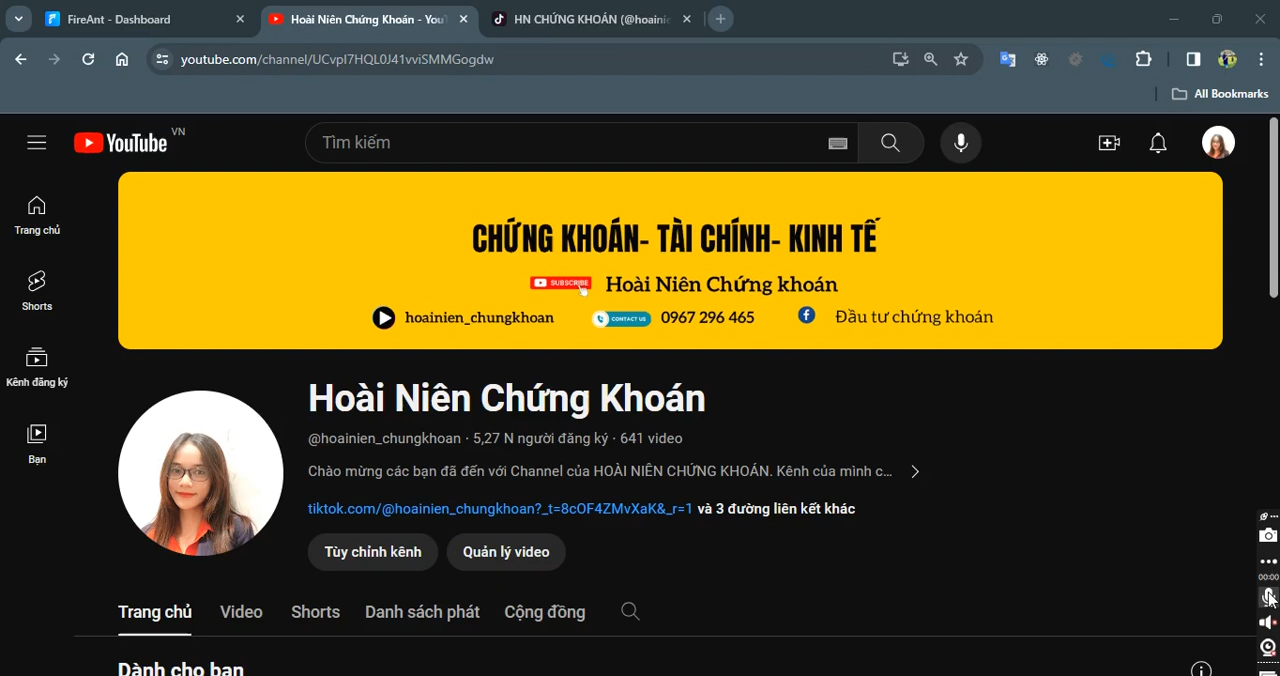 FireAnt - Dashboard
Hoài Niên Chứng Khoán - You
HN CHỨNG KHOÁN (@hoaini
youtube.com/channel/UCvpI7HQL0J41vviSMMGogdw
All Bookmarks
YouTube VN
Tìm kiếm
Trang chủ
Shorts
Kênh đăng ký
Bạn
CHỨNG KHOÁN- TÀI CHÍNH- KINH TẾ
SUBSCRIBE Hoài Niên Chứng khoán
hoainien_chungkhoan CONTACT US 0967 296 465 Đầu tư chứng khoán
Hoài Niên Chứng Khoán
@hoainien_chungkhoan · 5,27 N người đăng ký · 641 video
Chào mừng các bạn đã đến với Channel của HOÀI NIÊN CHỨNG KHOÁN. Kênh của mình c...
tiktok.com/@hoainien_chungkhoan?_t=8cOF4ZMvXaK&_r=1 và 3 đường liên kết khác
Tùy chỉnh kênh Quản lý video
00:00
Trang chủ Video Shorts Danh sách phát Cộng đồng
Dành cho bạn